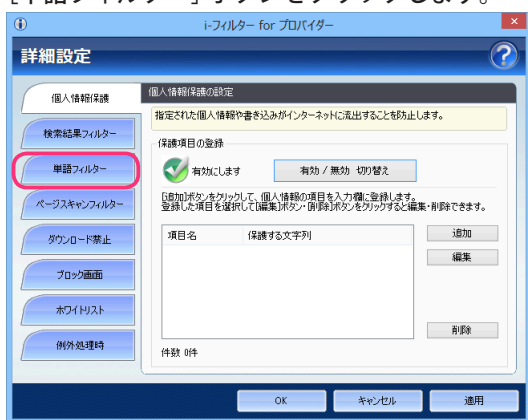 [単語フィルター] ボタンをクリックします。
i-フィルター for プロバイダー
詳細設定
?
個人情報保護
検索結果フィルター
単語フィルター
ページスキャンフィルター
ダウンロード禁止
ブロック画面
ホワイトリスト
例外処理時
個人情報保護の設定
指定された個人情報や書き込みがインターネットに流出することを防止します。
保護項目の登録
有効にします
有効 / 無効 切り替え
[追加]ボタンをクリックして、個人情報の項目を入力欄に登録します。
登録した項目を選択して[編集]ボタン・[削除]ボタンをクリックすると編集・削除できます。
項目名 保護する文字列
追加
編集
削除
件数 0件
OK キャンセル 適用